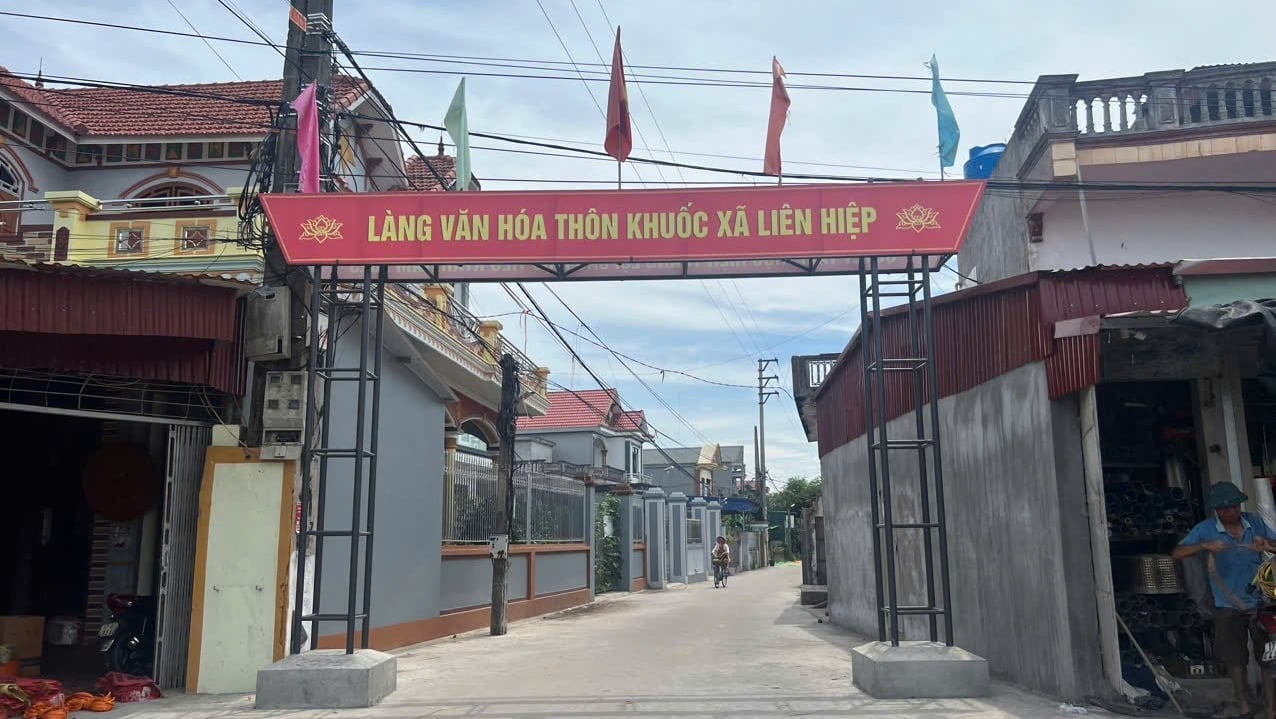 LÀNG VĂN HÓA THÔN KHUỐC XÃ LIÊN HIỆP